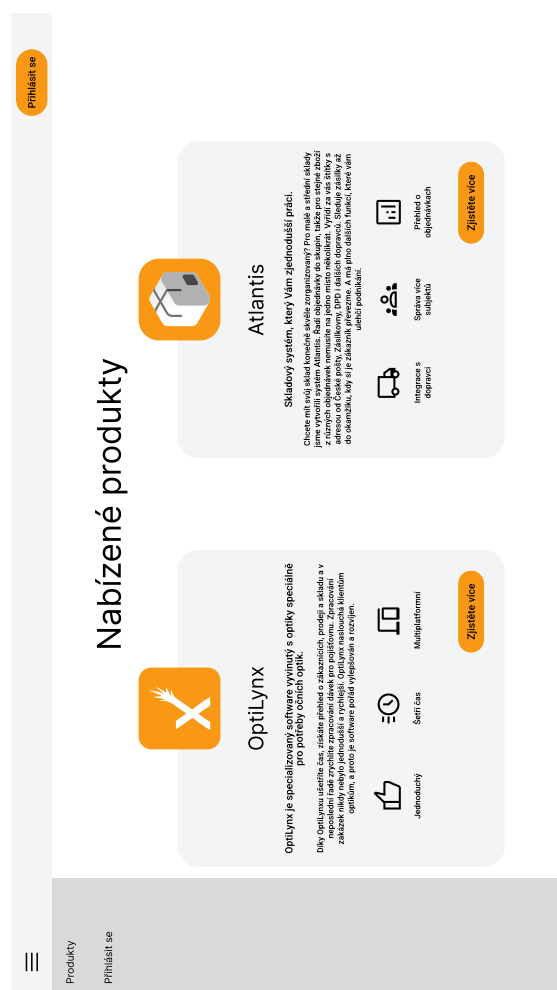 Přihlásit se
Produkty
Přihlásit se
Nabízené produkty
OptiLynx
OptiLynx je specializovaný software vyvinutý s optiky speciálně
pro potřeby očních optik.
Díky OptiLynxu ušetříte čas, získáte přehled o zákaznících, prodeji a skladu a v
neposlední řadě zrychlíte zpracování dávek pro pojišťovnu. Zpracování
zakázek nikdy nebylo jednodušší a rychlejší. OptiLynx naslouchá klientům
optikům, a proto je software pořád vylepšován a rozvíjen.
Jednoduchý
Šetří čas
Multiplatformní
Zjistěte více
Atlantis
Skladový systém, který Vám zjednodušší práci.
Chcete mít svůj sklad konečně skvěle zorganizovaný? Pro malé a střední sklady
jsme vytvořili systém Atlantis. Řadí objednávky do skupin, takže pro stejné zboží
z různých objednávek nemusíte na jedno místo několikrát. Vyřídí za vás štítky s
adresou od České pošty, Zásilkovny, DPD i dalších dopravců. Sleduje zásilky až
do okamžiku, kdy si je zákazník převezme. A má plno dalších funkcí, které vám
ulehčí podnikání.
Integrace s
dopravci
Správa více
subjektů
Přehled o
objednávkách
Zjistěte více